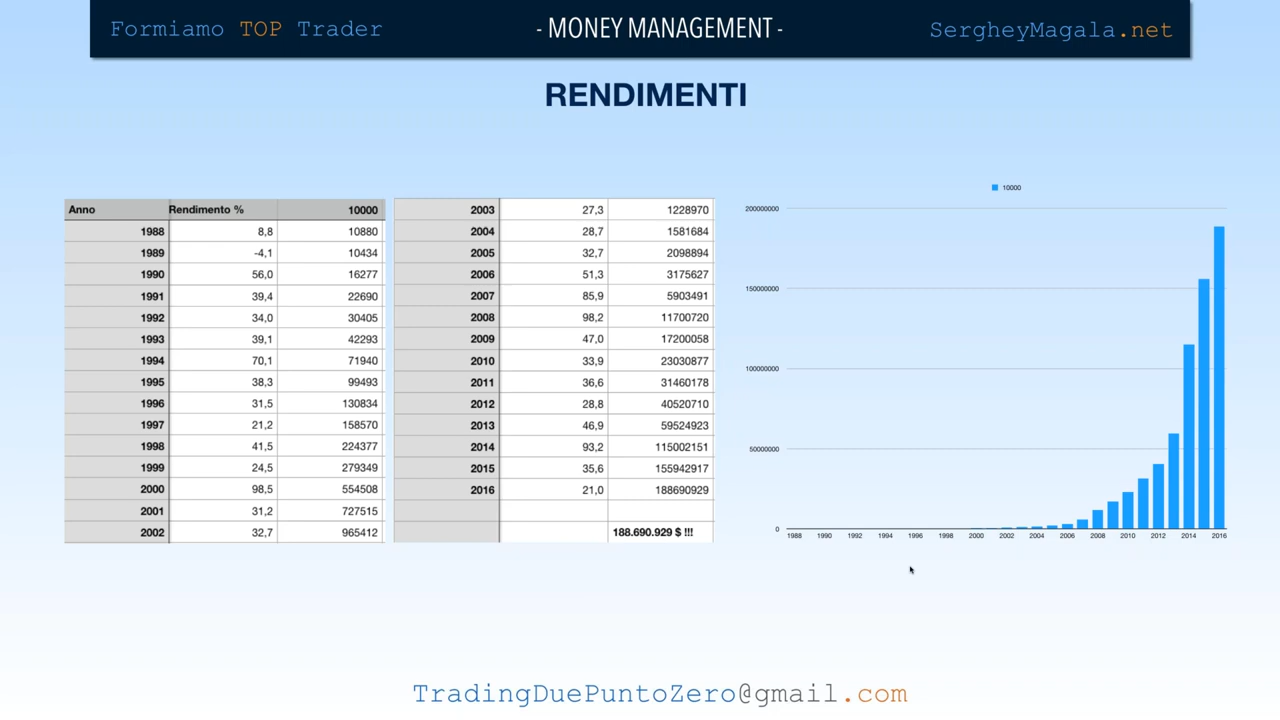 Formiamo TOP Trader
- MONEY MANAGEMENT -
SergheyMagala.net
RENDIMENTI
Anno Rendimento % 10000
1988 8,8 10880
1989 -4,1 10434
1990 56,0 16277
1991 39,4 22690
1992 34,0 30405
1993 39,1 42293
1994 70,1 71940
1995 38,3 99493
1996 31,5 130834
1997 21,2 158570
1998 41,5 224377
1999 24,5 279349
2000 98,5 554508
2001 31,2 727515
2002 32,7 965412
2003 27,3 1228970
2004 28,7 1581684
2005 32,7 2098894
2006 51,3 3175627
2007 85,9 5903491
2008 98,2 11700720
2009 47,0 17200058
2010 33,9 23030877
2011 36,6 31460178
2012 28,8 40520710
2013 46,9 59524923
2014 93,2 115002151
2015 35,6 155942917
2016 21,0 188690929
188.690.929 $ !!!
10000
200000000
150000000
100000000
50000000
0
1988 1990 1992 1994 1996 1998 2000 2002 2004 2006 2008 2010 2012 2014 2016
TradingDuePuntoZero@gmail.com